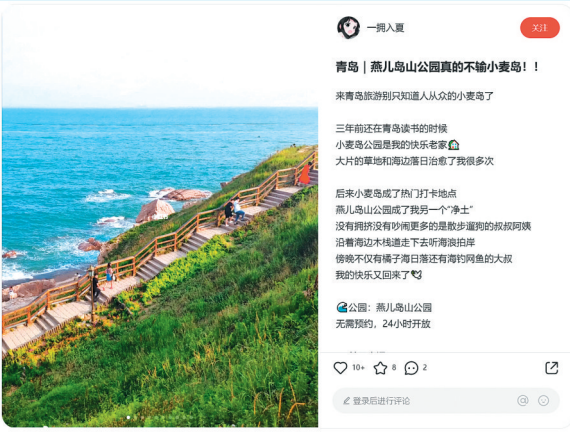 一拥入夏
关注
青岛｜燕儿岛山公园真的不输小麦岛！！
来青岛旅游别只知道人从众的小麦岛了
三年前还在青岛读书的时候
小麦岛公园是我的快乐老家🏠
大片的草地和海边落日治愈了我很多次
后来小麦岛成了热门打卡地点
燕儿岛山公园成了我另一个“净土”
没有拥挤没有吵闹更多的是散步遛狗的叔叔阿姨
沿着海边木栈道走下去听海浪拍岸
傍晚不仅有橘子海日落还有海钓网鱼的大叔
我的快乐又回来了💘
🌊公园：燕儿岛山公园
无需预约，24小时开放
10+ 8 2
登录后进行评论